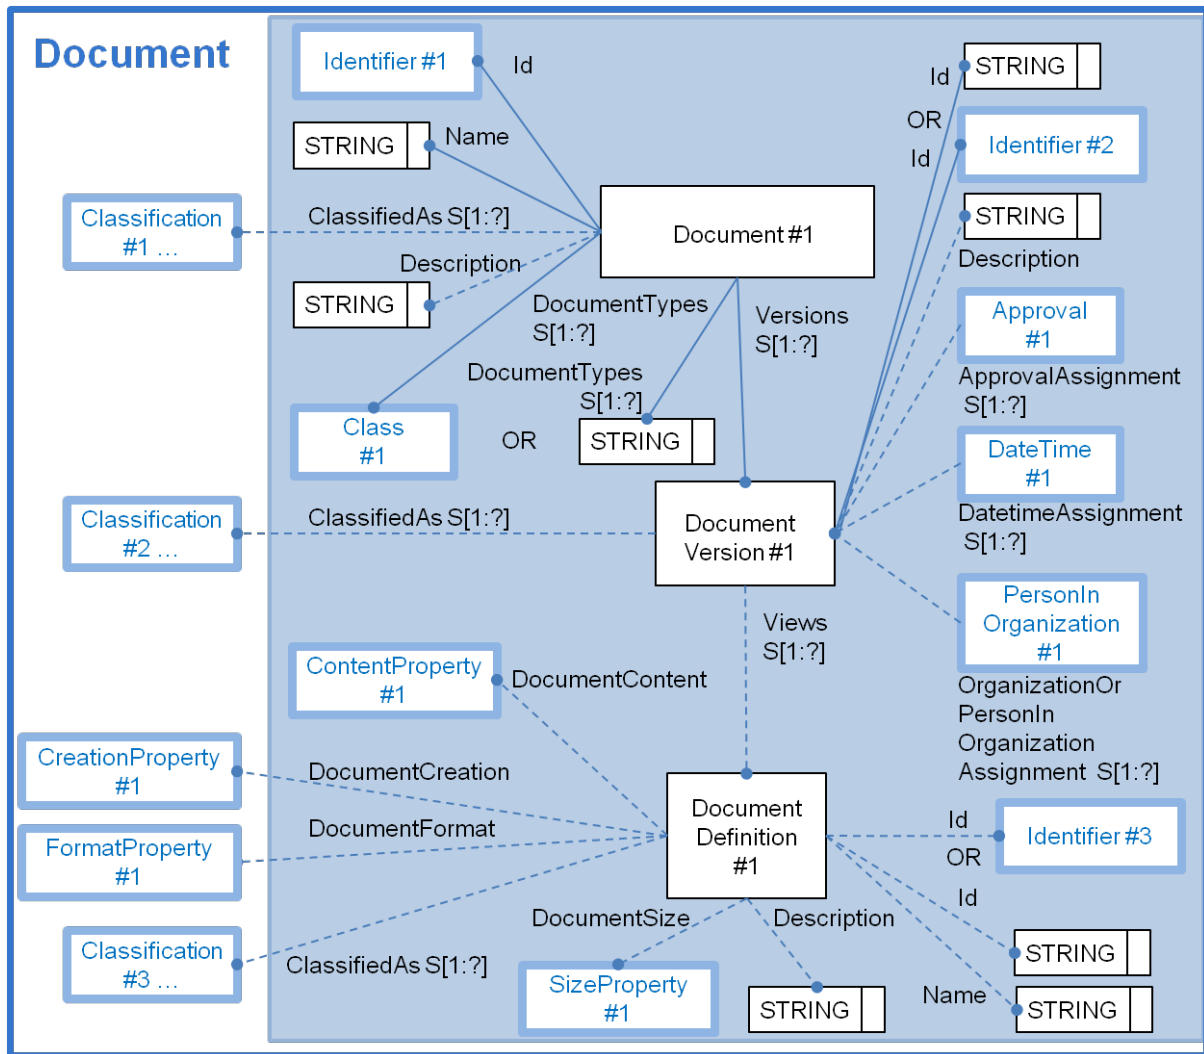 Document
Identifier #1
Id
STRING
Name
Classification
#1 ...
ClassifiedAs S[1:?]
Description
STRING
Document #1
DocumentTypes
S[1:?]
Versions
S[1:?]
DocumentTypes
S[1:?]
Class
#1
OR
STRING
STRING
Id
OR
Id
Identifier #2
STRING
Description
Approval
#1
ApprovalAssignment
S[1:?]
DateTime
#1
DatetimeAssignment
S[1:?]
PersonIn
Organization
#1
OrganizationOr
PersonIn
Organization
Assignment S[1:?]
Classification
#2 ...
ClassifiedAs S[1:?]
Document
Version #1
Views
S[1:?]
ContentProperty
#1
DocumentContent
CreationProperty
#1
DocumentCreation
FormatProperty
#1
DocumentFormat
Classification
#3 ...
ClassifiedAs S[1:?]
Document
Definition
#1
DocumentSize
Description
SizeProperty
#1
STRING
Id
OR
Identifier #3
Id
STRING
Name
STRING